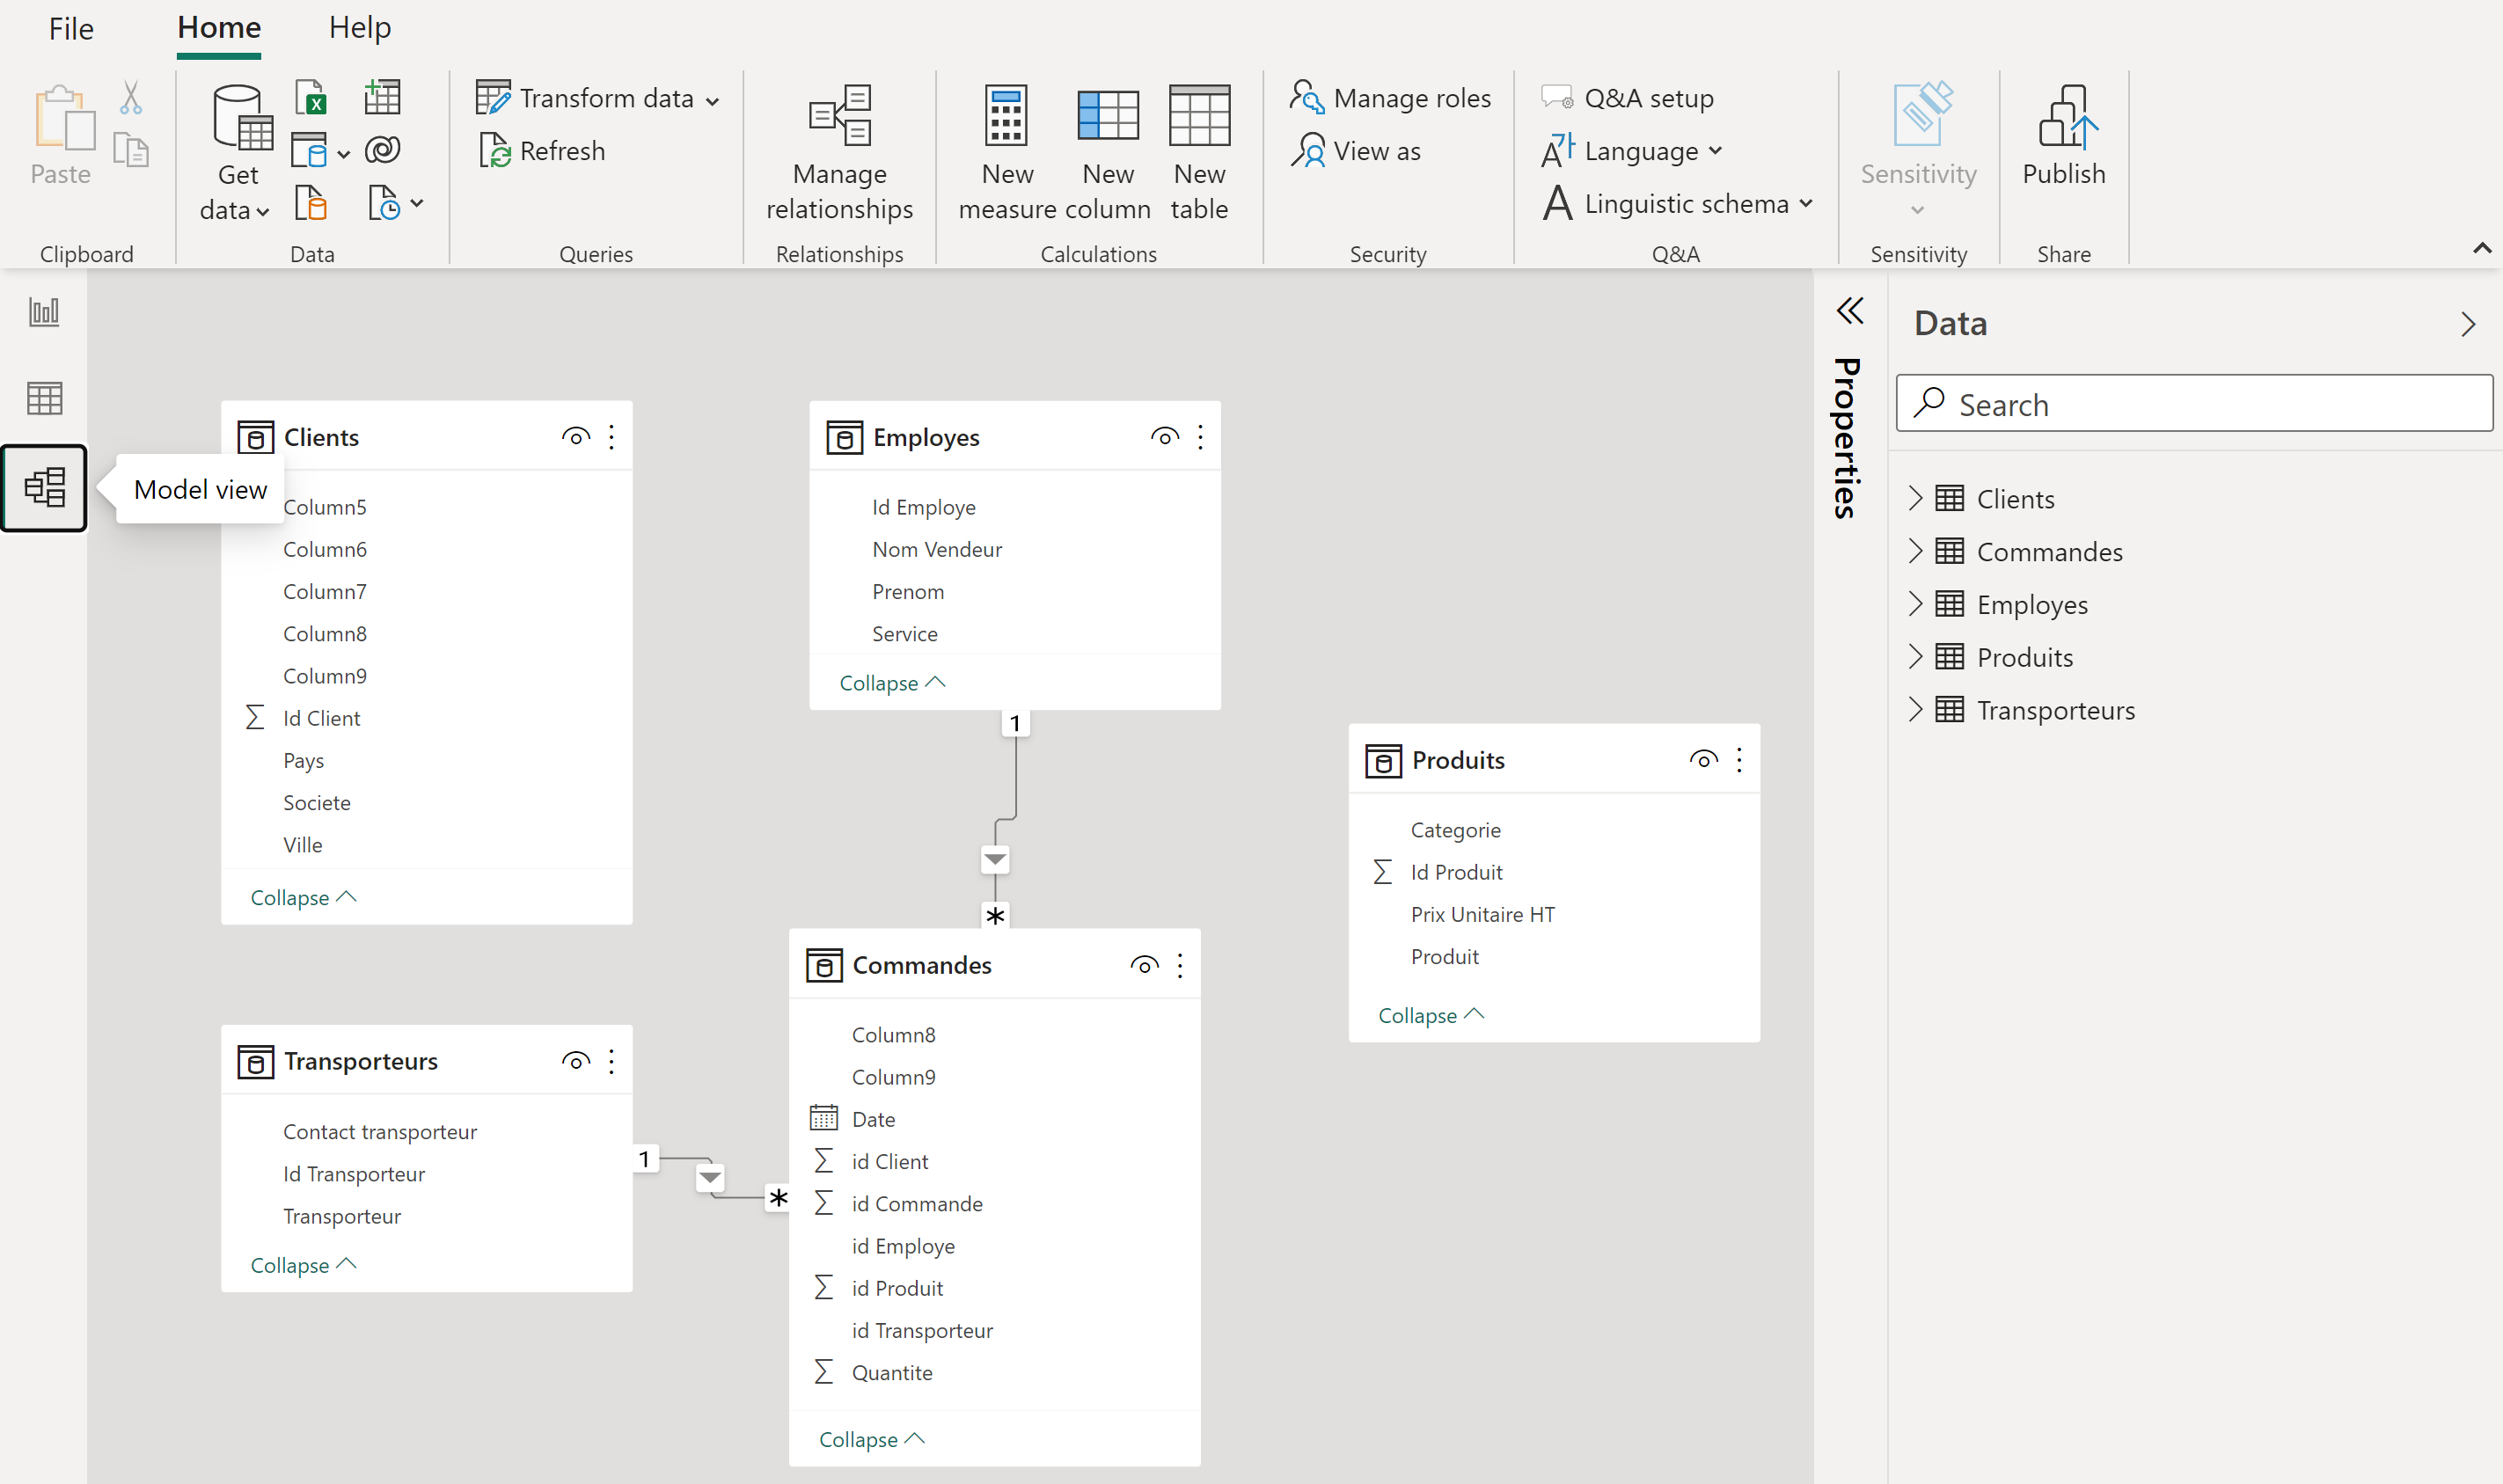 File
Home
Help
Paste
Clipboard
Get
data
Data
Transform data
Refresh
Queries
Manage
relationships
Relationships
New
measure
New
column
New
table
Calculations
Manage roles
View as
Security
Q&A setup
Language
Linguistic schema
Q&A
Sensitivity
Sensitivity
Publish
Share
Model view
Clients
Column5
Column6
Column7
Column8
Column9
Id Client
Pays
Societe
Ville
Collapse
Employes
Id Employe
Nom Vendeur
Prenom
Service
Collapse
1
*
Produits
Categorie
Id Produit
Prix Unitaire HT
Produit
Collapse
Transporteurs
Contact transporteur
Id Transporteur
Transporteur
Collapse
1
*
Commandes
Column8
Column9
Date
id Client
id Commande
id Employe
id Produit
id Transporteur
Quantite
Collapse
Properties
Data
Search
Clients
Commandes
Employes
Produits
Transporteurs